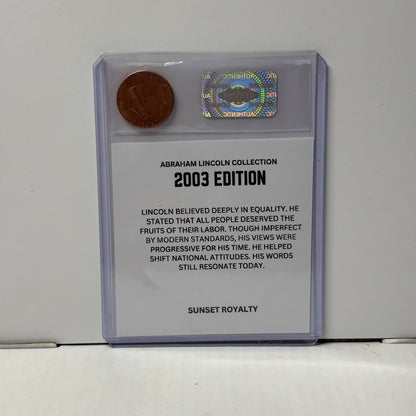 AUTHENTIC
ABRAHAM LINCOLN COLLECTION
2003 EDITION
LINCOLN BELIEVED DEEPLY IN EQUALITY. HE
STATED THAT ALL PEOPLE DESERVED THE
FRUITS OF THEIR LABOR. THOUGH IMPERFECT
BY MODERN STANDARDS, HIS VIEWS WERE
PROGRESSIVE FOR HIS TIME. HE HELPED
SHIFT NATIONAL ATTITUDES. HIS WORDS
STILL RESONATE TODAY.
SUNSET ROYALTY